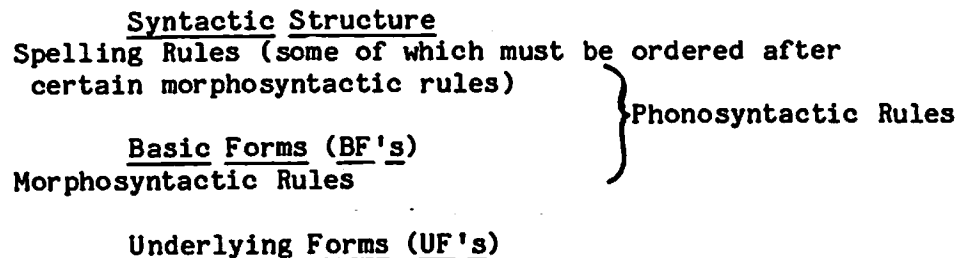 Syntactic Structure
Spelling Rules (some of which must be ordered after
certain morphosyntactic rules)
Phonosyntactic Rules
Basic Forms (BF's)
Morphosyntactic Rules
Underlying Forms (UF's)